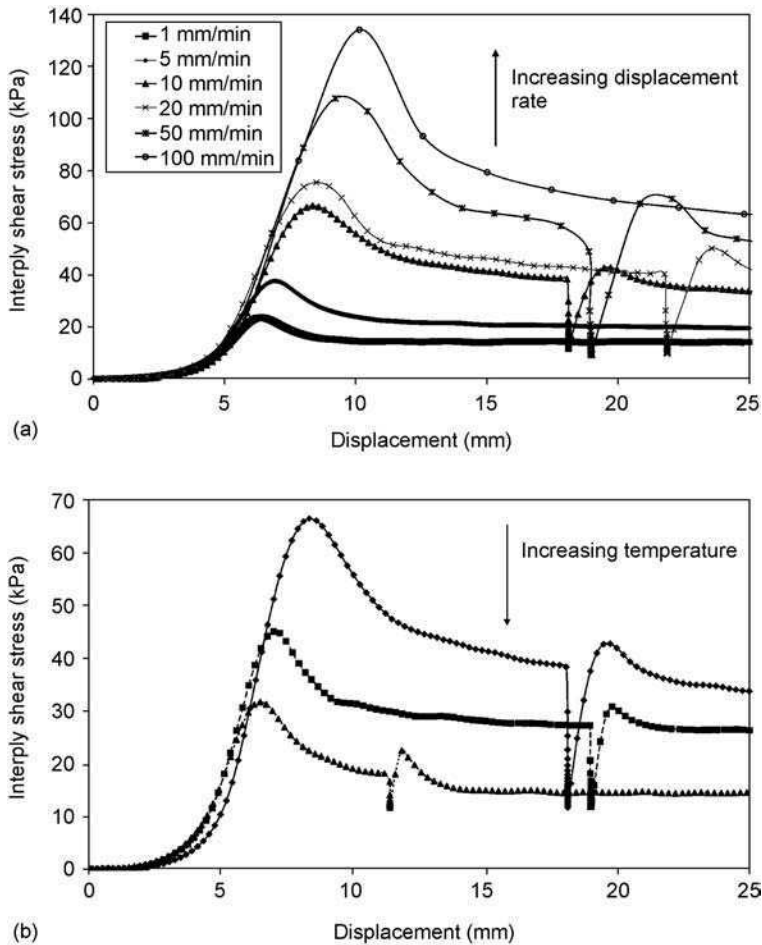 140
120
100
80
60
40
20
0
Interply shear stress (kPa)
1 mm/min
5 mm/min
10 mm/min
20 mm/min
50 mm/min
100 mm/min
Increasing displacement
rate
0 5 10 15 20 25
(a)
Displacement (mm)
70
60
50
40
30
20
10
0
Interply shear stress (kPa)
Increasing temperature
0 5 10 15 20 25
(b)
Displacement (mm)